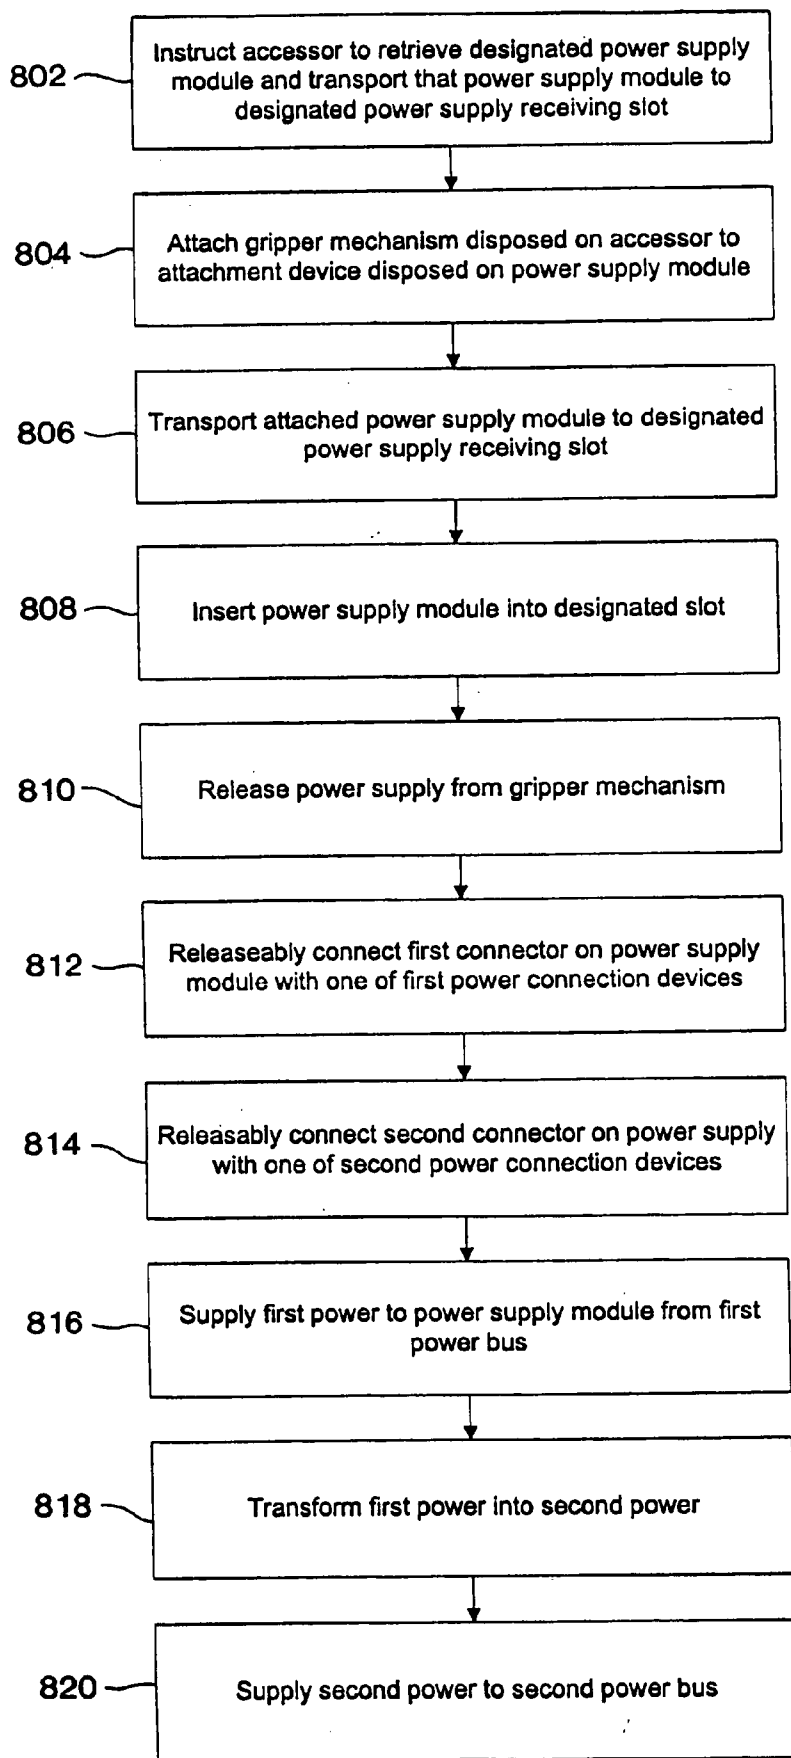 802
Instruct accessor to retrieve designated power supply
module and transport that power supply module to
designated power supply receiving slot
804
Attach gripper mechanism disposed on accessor to
attachment device disposed on power supply module
806
Transport attached power supply module to designated
power supply receiving slot
808
Insert power supply module into designated slot
810
Release power supply from gripper mechanism
812
Releaseably connect first connector on power supply
module with one of first power connection devices
814
Releasably connect second connector on power supply
with one of second power connection devices
816
Supply first power to power supply module from first
power bus
818
Transform first power into second power
820
Supply second power to second power bus